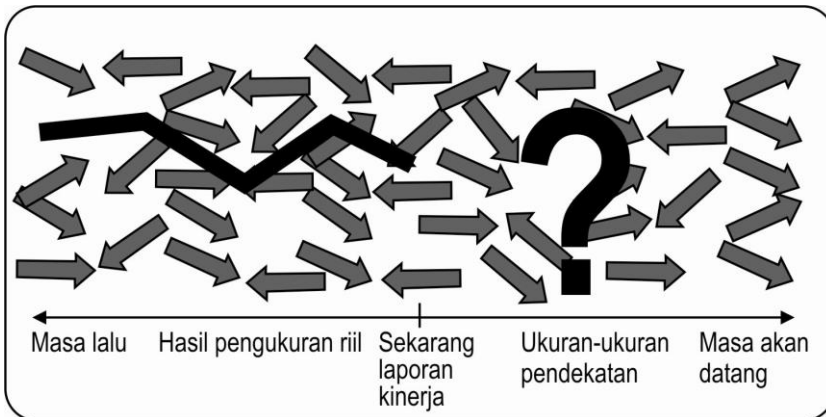 ?
Masa lalu
Hasil pengukuran riil
Sekarang
laporan
kinerja
Ukuran-ukuran
pendekatan
Masa akan
datang